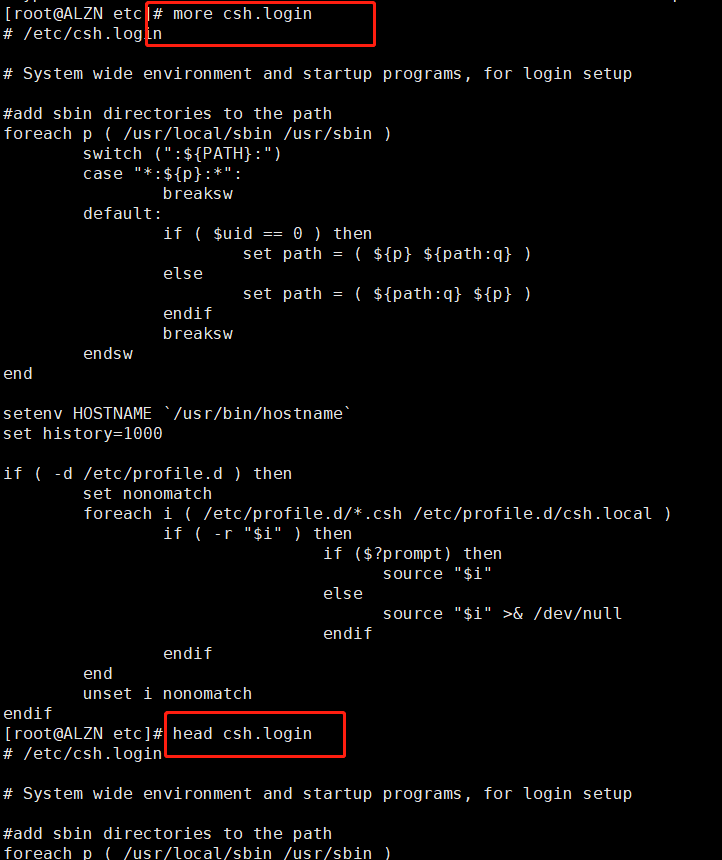 [root@ALZN etc]# more csh.login
# /etc/csh.login

# System wide environment and startup programs, for login setup

#add sbin directories to the path
foreach p ( /usr/local/sbin /usr/sbin )
        switch (":${PATH}:")
        case "*:${p}:*":
                breaksw
        default:
                if ( $uid == 0 ) then
                        set path = ( ${p} ${path:q} )
                else
                        set path = ( ${path:q} ${p} )
                endif
                breaksw
        endsw
end

setenv HOSTNAME `/usr/bin/hostname`
set history=1000

if ( -d /etc/profile.d ) then
        set nonomatch
        foreach i ( /etc/profile.d/*.csh /etc/profile.d/csh.local )
                if ( -r "$i" ) then
                                if ($?prompt) then
                                      source "$i"
                                else
                                      source "$i" >& /dev/null
                                endif
                endif
        end
        unset i nonomatch
endif
[root@ALZN etc]# head csh.login
# /etc/csh.login

# System wide environment and startup programs, for login setup

#add sbin directories to the path
foreach p ( /usr/local/sbin /usr/sbin )